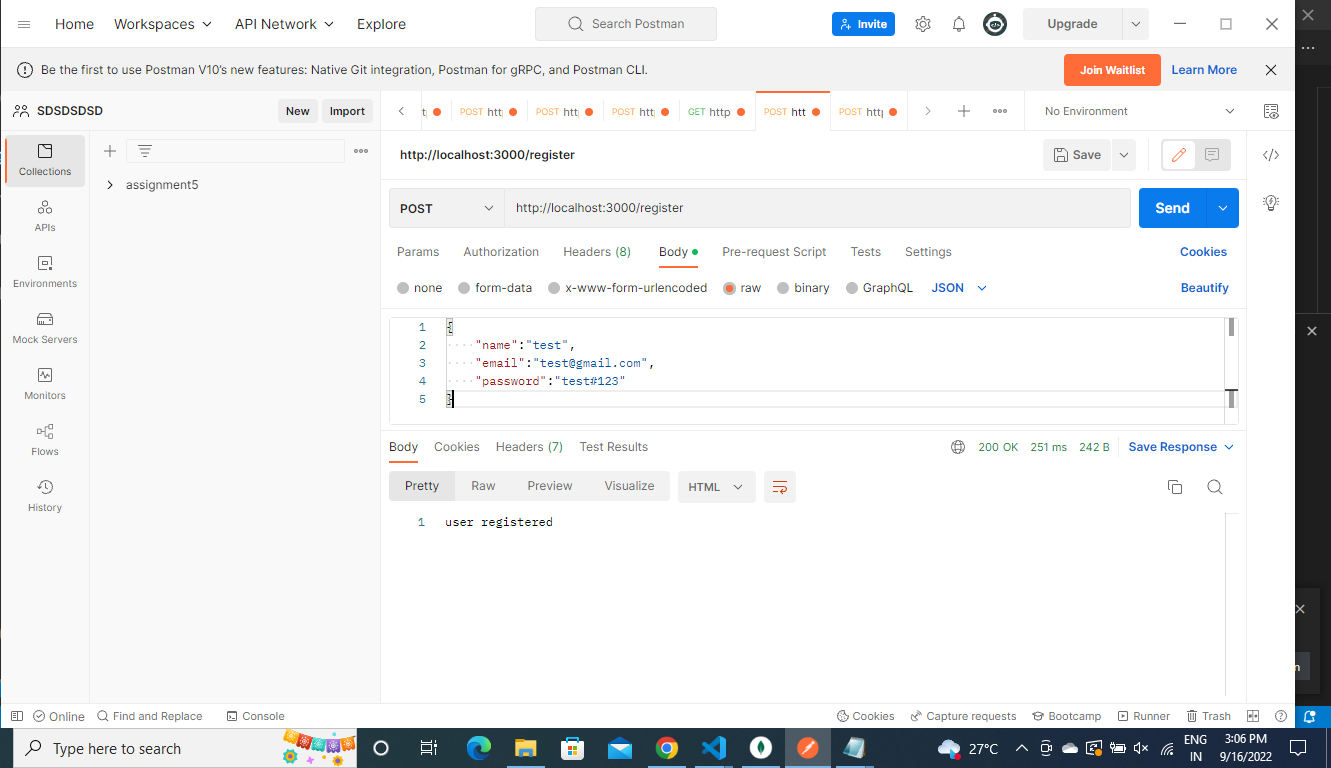 Home Workspaces API Network Explore Search Postman Invite Upgrade
Be the first to use Postman V10's new features: Native Git integration, Postman for gRPC, and Postman CLI. Join Waitlist Learn More
SDSDSDSD New Import
POST htt POST htt POST htt GET http POST htt POST http No Environment
Collections
APIs
Environments
Mock Servers
Monitors
Flows
History
assignment5
http://localhost:3000/register Save
POST http://localhost:3000/register Send
Params Authorization Headers (8) Body Pre-request Script Tests Settings Cookies
none form-data x-www-form-urlencoded raw binary GraphQL JSON Beautify
1 {
2 "name":"test",
3 "email":"test@gmail.com",
4 "password":"test#123"
5 }
Body Cookies Headers (7) Test Results 200 OK 251 ms 242 B Save Response
Pretty Raw Preview Visualize HTML
1 user registered
Online Find and Replace Console Cookies Capture requests Bootcamp Runner Trash
Type here to search 27°C ENG 3:06 PM
IN 9/16/2022